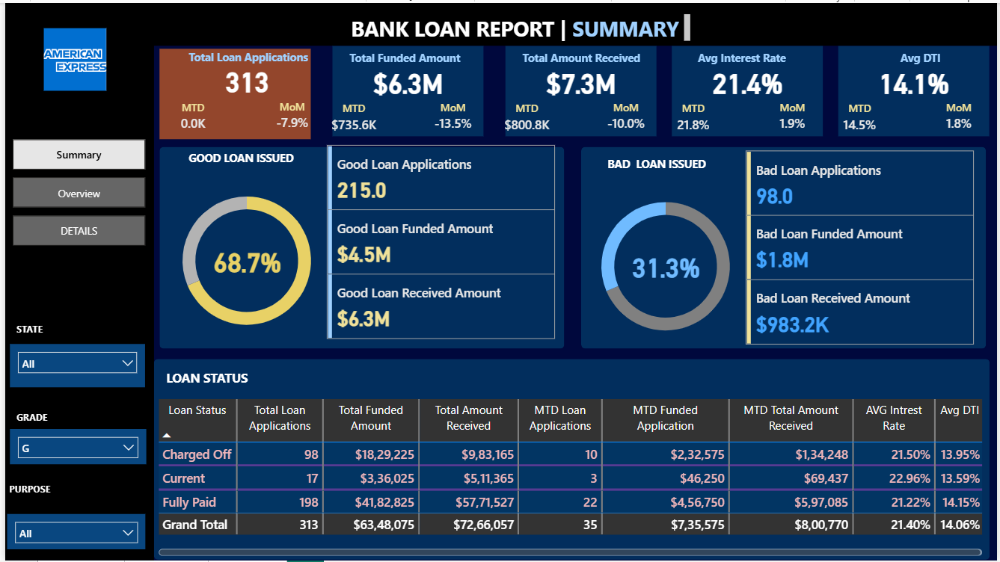 BANK LOAN REPORT | SUMMARY
AMERICAN
EXPRESS
Total Loan Applications
313
MTD MoM
0.0K -7.9%
Total Funded Amount
$6.3M
MTD MoM
$735.6K -13.5%
Total Amount Received
$7.3M
MTD MoM
$800.8K -10.0%
Avg Interest Rate
21.4%
MTD MoM
21.8% 1.9%
Avg DTI
14.1%
MTD MoM
14.5% 1.8%
Summary
Overview
DETAILS
STATE
All
GRADE
G
PURPOSE
All
GOOD LOAN ISSUED
68.7%
Good Loan Applications
215.0
Good Loan Funded Amount
$4.5M
Good Loan Received Amount
$6.3M
BAD LOAN ISSUED
31.3%
Bad Loan Applications
98.0
Bad Loan Funded Amount
$1.8M
Bad Loan Received Amount
$983.2K
LOAN STATUS
Loan Status Total Loan Applications Total Funded Amount Total Amount Received MTD Loan Applications MTD Funded Application MTD Total Amount Received AVG Intrest Rate Avg DTI
Charged Off 98 $18,29,225 $9,83,165 10 $2,32,575 $1,34,248 21.50% 13.95%
Current 17 $3,36,025 $5,11,365 3 $46,250 $69,437 22.96% 13.59%
Fully Paid 198 $41,82,825 $57,71,527 22 $4,56,750 $5,97,085 21.22% 14.15%
Grand Total 313 $63,48,075 $72,66,057 35 $7,35,575 $8,00,770 21.40% 14.06%